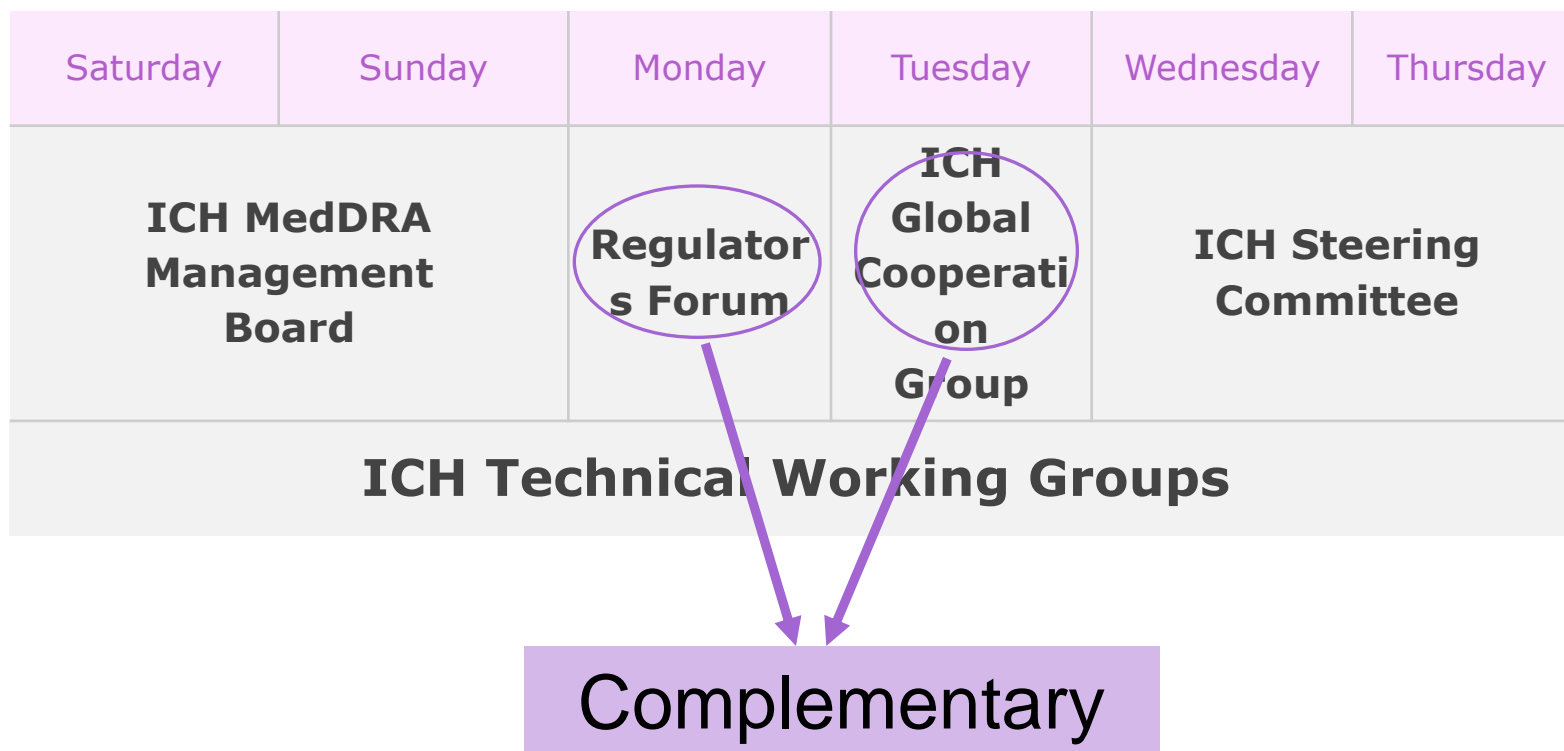 Saturday Sunday Monday Tuesday Wednesday Thursday
ICH MedDRA
Management
Board
Regulator
s Forum
ICH
Global
Cooperati
on
Group
ICH Steering
Committee
ICH Technical Working Groups
Complementary